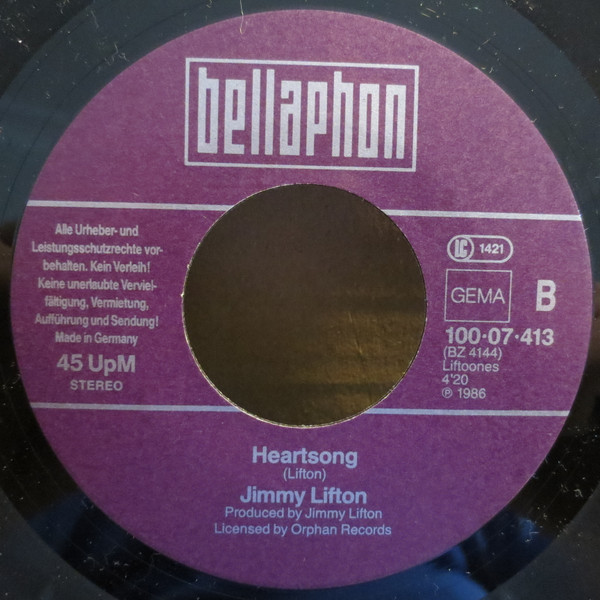 bellaphon
Alle Urheber- und
Leistungsschutzrechte vor-
behalten. Kein Verleih!
Keine unerlaubte Verviel-
fältigung, Vermietung,
Aufführung und Sendung!
Made in Germany
45 UpM
STEREO
LC 1421
GEMA B
100·07·413
(BZ 4144)
Liftoones
4'20
℗ 1986
Heartsong
(Lifton)
Jimmy Lifton
Produced by Jimmy Lifton
Licensed by Orphan Records